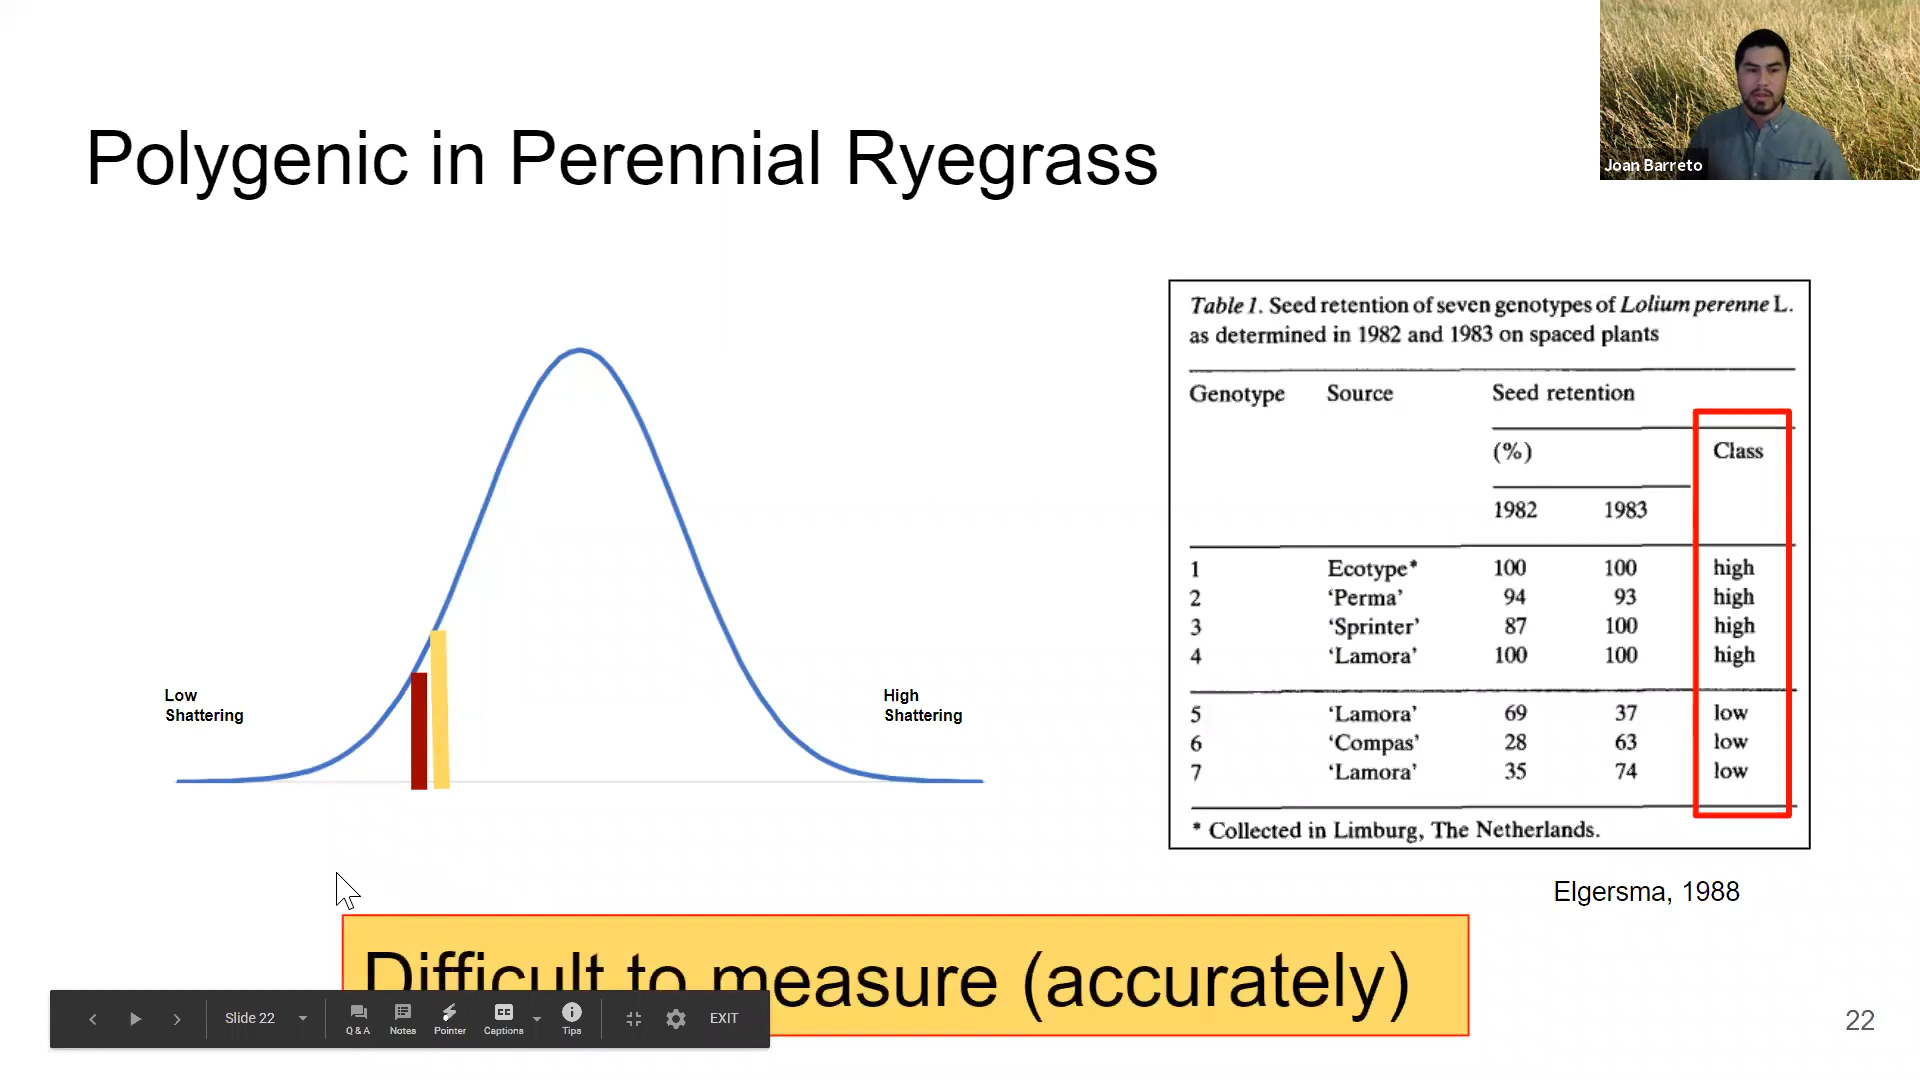 Joan Barreto
Polygenic in Perennial Ryegrass
Low
Shattering
High
Shattering
Table 1. Seed retention of seven genotypes of Lolium perenne L.
as determined in 1982 and 1983 on spaced plants
Genotype Source Seed retention
(%) Class
1982 1983
1 Ecotype* 100 100 high
2 ‘Perma’ 94 93 high
3 ‘Sprinter’ 87 100 high
4 ‘Lamora’ 100 100 high
5 ‘Lamora’ 69 37 low
6 ‘Compas’ 28 63 low
7 ‘Lamora’ 35 74 low
* Collected in Limburg, The Netherlands.
Elgersma, 1988
Difficult to measure (accurately)
Slide 22
Q & A
Notes
Pointer
CC
Captions
Tips
EXIT
22